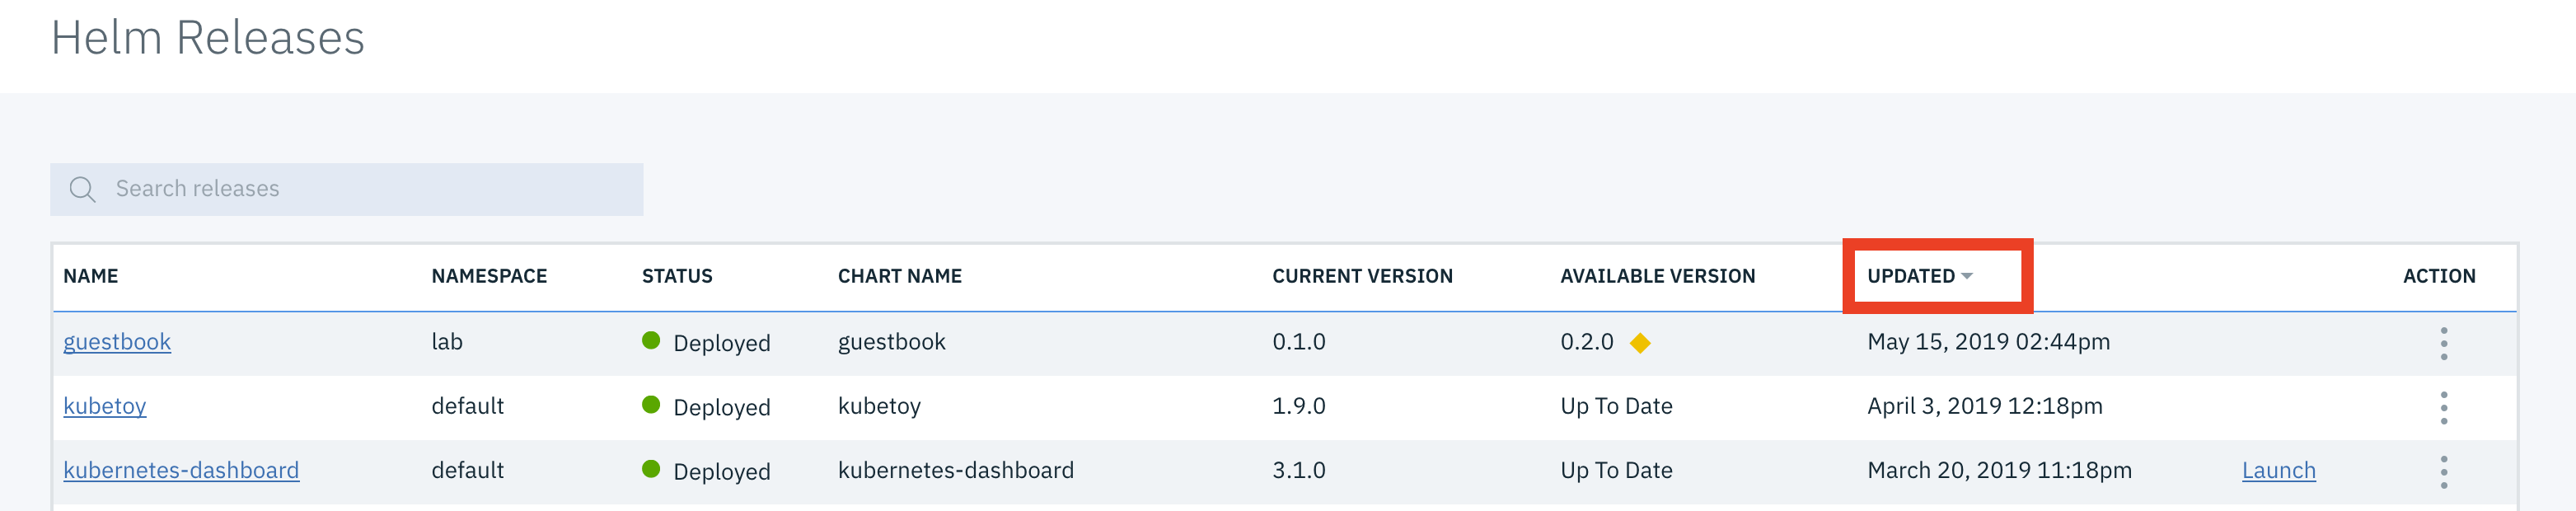 Helm Releases
Search releases
NAME NAMESPACE STATUS CHART NAME CURRENT VERSION AVAILABLE VERSION UPDATED ACTION
guestbook lab Deployed guestbook 0.1.0 0.2.0 May 15, 2019 02:44pm
kubetoy default Deployed kubetoy 1.9.0 Up To Date April 3, 2019 12:18pm
kubernetes-dashboard default Deployed kubernetes-dashboard 3.1.0 Up To Date March 20, 2019 11:18pm Launch